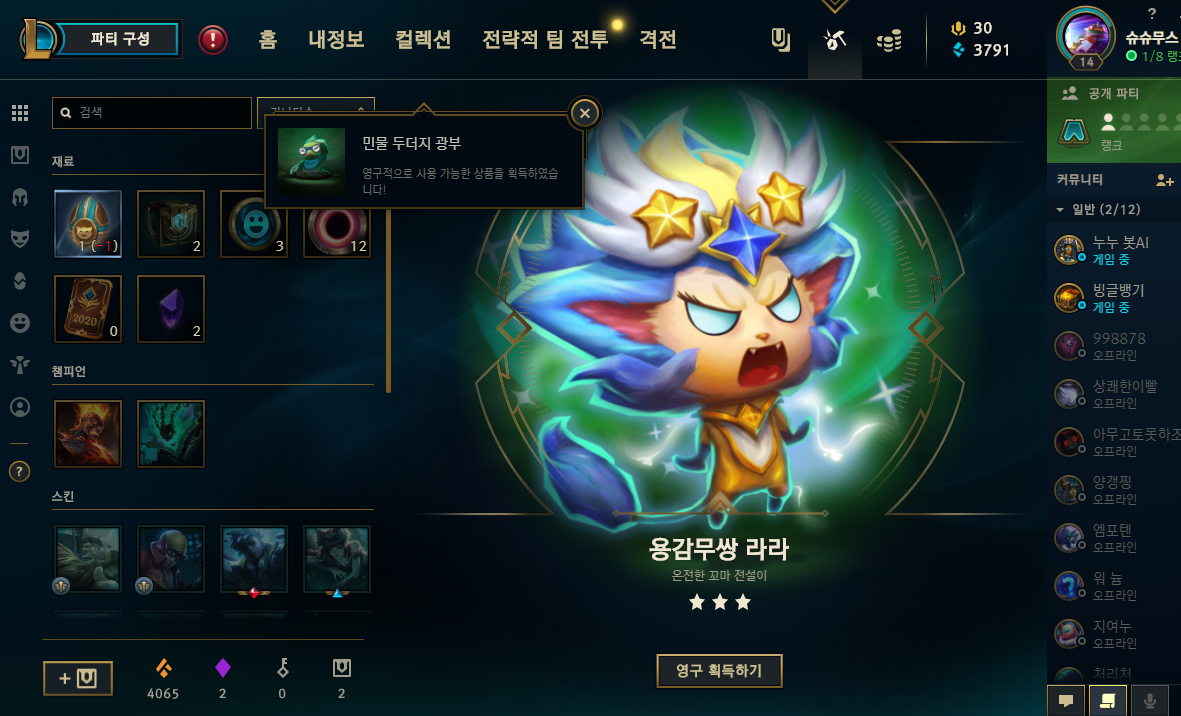 파티 구성
!
홈
내정보
컬렉션
전략적 팀 전투
격전
30
3791
?
슈슈무스
14
1/8 랭크
검색
민물 두더지 광부
영구적으로 사용 가능한 상품을 획득하였습
니다!
재료
1 (-1)
2
3
12
2020
0
2
챔피언
스킨
?
4065
2
0
2
용감무쌍 라라
온전한 꼬마 전설이
영구 획득하기
공개 파티
랭크
커뮤니티
일반 (2/12)
누누 봇AI
게임 중
빙글뱅기
게임 중
998878
오프라인
상쾌한이빨
오프라인
아무고토못하죠
오프라인
양갱찡
오프라인
엠포텐
오프라인
워 눔
오프라인
지여누
오프라인
처리처